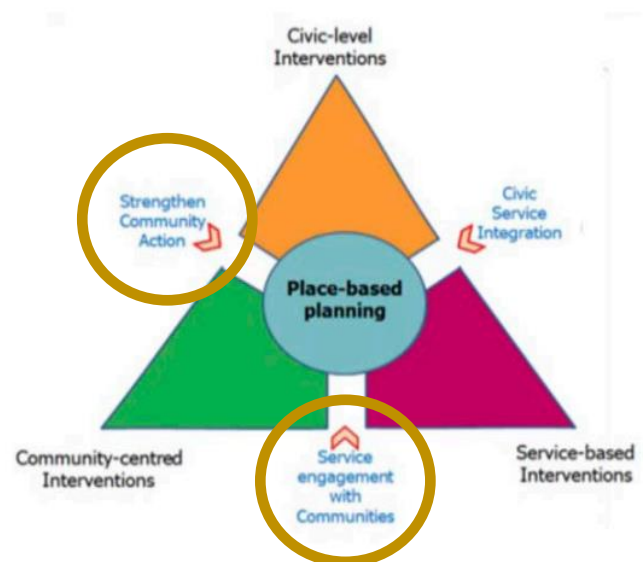 Civic-level
Interventions
Strengthen
Community
Action
Civic
Service
Integration
Place-based
planning
Community-centred
Interventions
Service
engagement
with
Communities
Service-based
Interventions